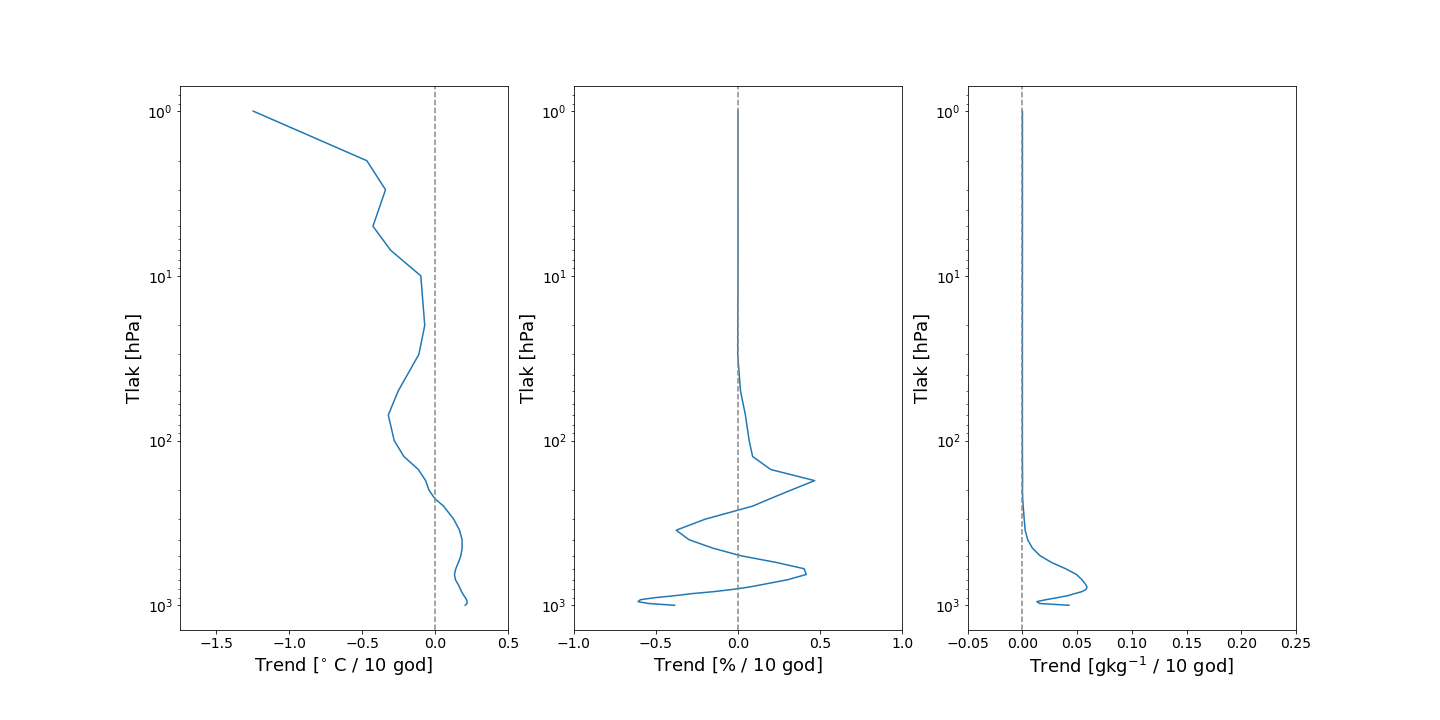 10⁰
10¹
10²
10³
Tlak [hPa]
−1.5 −1.0 −0.5 0.0 0.5
Trend [° C / 10 god]
10⁰
10¹
10²
10³
Tlak [hPa]
−1.0 −0.5 0.0 0.5 1.0
Trend [% / 10 god]
10⁰
10¹
10²
10³
Tlak [hPa]
−0.05 0.00 0.05 0.10 0.15 0.20 0.25
Trend [gkg⁻¹ / 10 god]